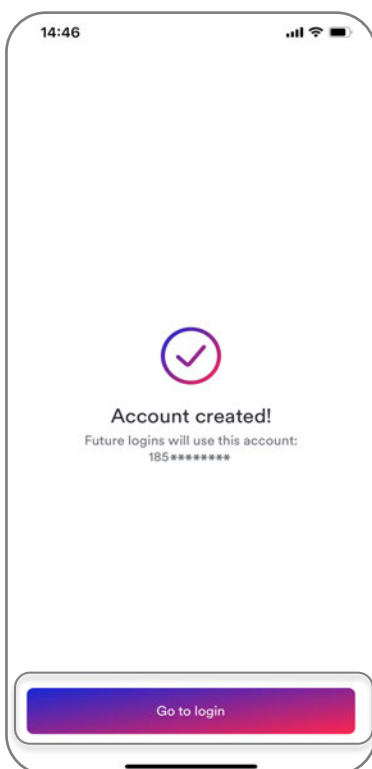 14:46
Account created!
Future logins will use this account:
185********
Go to login